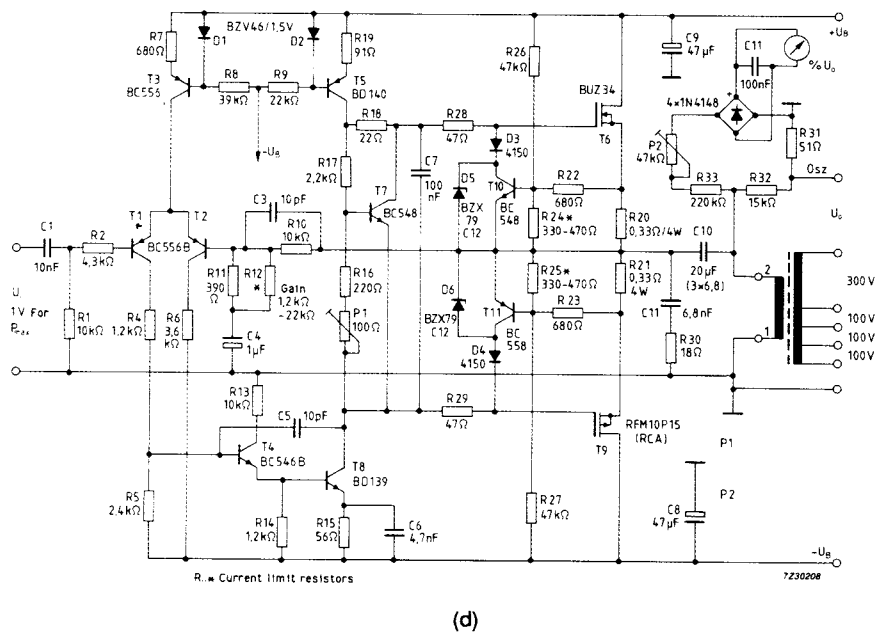 R7
680Ω
D1
BZV46/1,5V
D2
R19
91Ω
R26
47kΩ
C9
47µF
+UB
C11
100nF
%Uo
T3
BC556
R8
39kΩ
R9
22kΩ
T5
BD140
-UB
R18
22Ω
R28
47Ω
BUZ34
T6
4×1N4148
P2
47kΩ
R31
51Ω
Osz
R17
2,2kΩ
C7
100
nF
D3
4150
R33
220kΩ
R32
15kΩ
T7
BC548
D5
BZX
79
C12
T10
BC
548
R22
680Ω
R24*
330-470Ω
R20
0,33Ω/4W
C3
10pF
R10
10kΩ
C1
10nF
R2
4,3kΩ
T1
T2
BC556B
C10
20µF
(3×6,8)
Uo
R11
390
Ω
R12
*
Gain
1,2kΩ
-22kΩ
R16
220Ω
P1
100Ω
D6
BZX79
C12
T11
BC
558
R25*
330-470Ω
R23
680Ω
R21
0,33Ω
4W
C11
6,8nF
R30
18Ω
2
1
300V
100V
100V
100V
1V For
Pmax
R1
10kΩ
R4
1,2kΩ
R6
3,6
kΩ
C4
1µF
D4
4150
R13
10kΩ
C5
10pF
R29
47Ω
RFM10P15
(RCA)
T9
T4
BC546B
T8
BD139
P1
P2
R5
2,4kΩ
R14
1,2kΩ
R15
56Ω
C6
4,7nF
R27
47kΩ
C8
47µF
-UB
R..* Current limit resistors
7Z30208
(d)